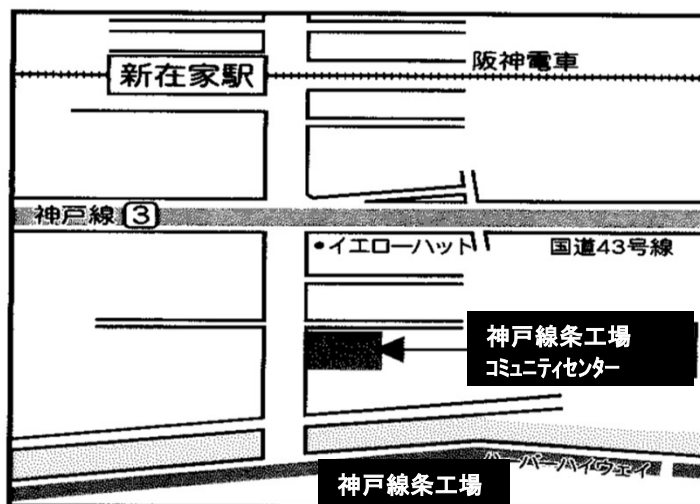 阪神電車
新在家駅
神戸線 3
•イエローハット
国道43号線
神戸線条工場
コミュニティセンター
ハーバーハイウェイ
神戸線条工場